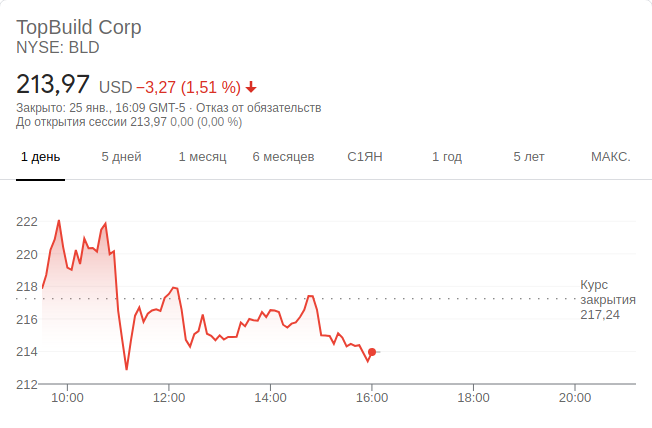 TopBuild Corp
NYSE: BLD
213,97 USD −3,27 (1,51 %)
Закрыто: 25 янв., 16:09 GMT-5 · Отказ от обязательств
До открытия сессии 213,97 0,00 (0,00 %)
1 день 5 дней 1 месяц 6 месяцев С1ЯН 1 год 5 лет МАКС.
222
220
218
216
214
212
Курс
закрытия
217,24
10:00 12:00 14:00 16:00 18:00 20:00